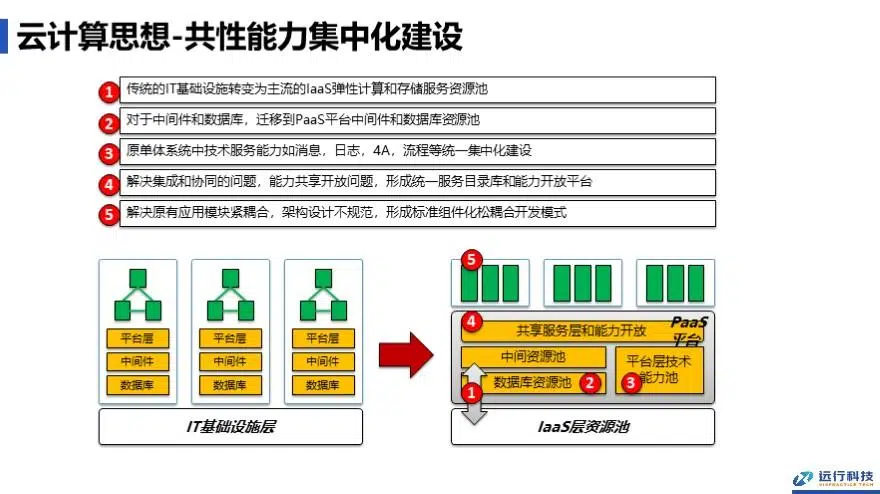 云计算思想-共性能力集中化建设
1 传统的IT基础设施转变为主流的IaaS弹性计算和存储服务资源池
2 对于中间件和数据库，迁移到PaaS平台中间件和数据库资源池
3 原单体系统中技术服务能力如消息，日志，4A，流程等统一集中化建设
4 解决集成和协同的问题，能力共享开放问题，形成统一服务目录库和能力开放平台
5 解决原有应用模块紧耦合，架构设计不规范，形成标准组件化松耦合开发模式
平台层 平台层 平台层
中间件 中间件 中间件
数据库 数据库 数据库
IT基础设施层
5
4 共享服务层和能力开放 PaaS
平台
中间资源池
数据库资源池 2
平台层技术
能力池
3
1
IaaS层资源池
远行科技